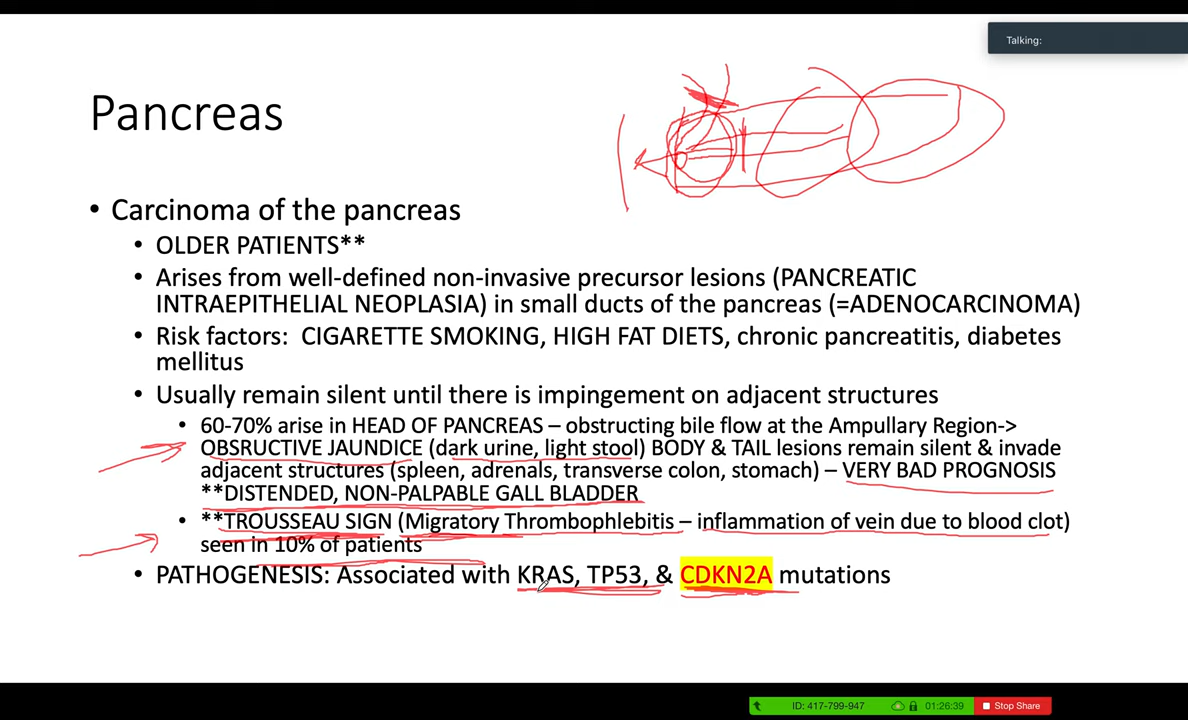 Talking:
Pancreas
• Carcinoma of the pancreas
• OLDER PATIENTS**
• Arises from well-defined non-invasive precursor lesions (PANCREATIC
INTRAEPITHELIAL NEOPLASIA) in small ducts of the pancreas (=ADENOCARCINOMA)
• Risk factors: CIGARETTE SMOKING, HIGH FAT DIETS, chronic pancreatitis, diabetes
mellitus
• Usually remain silent until there is impingement on adjacent structures
• 60-70% arise in HEAD OF PANCREAS – obstructing bile flow at the Ampullary Region->
OBSRUCTIVE JAUNDICE (dark urine, light stool) BODY & TAIL lesions remain silent & invade
adjacent structures (spleen, adrenals, transverse colon, stomach) – VERY BAD PROGNOSIS
**DISTENDED, NON-PALPABLE GALL BLADDER
• **TROUSSEAU SIGN (Migratory Thrombophlebitis – inflammation of vein due to blood clot)
seen in 10% of patients
• PATHOGENESIS: Associated with KRAS, TP53, & CDKN2A mutations
ID: 417-799-947 01:26:39 Stop Share